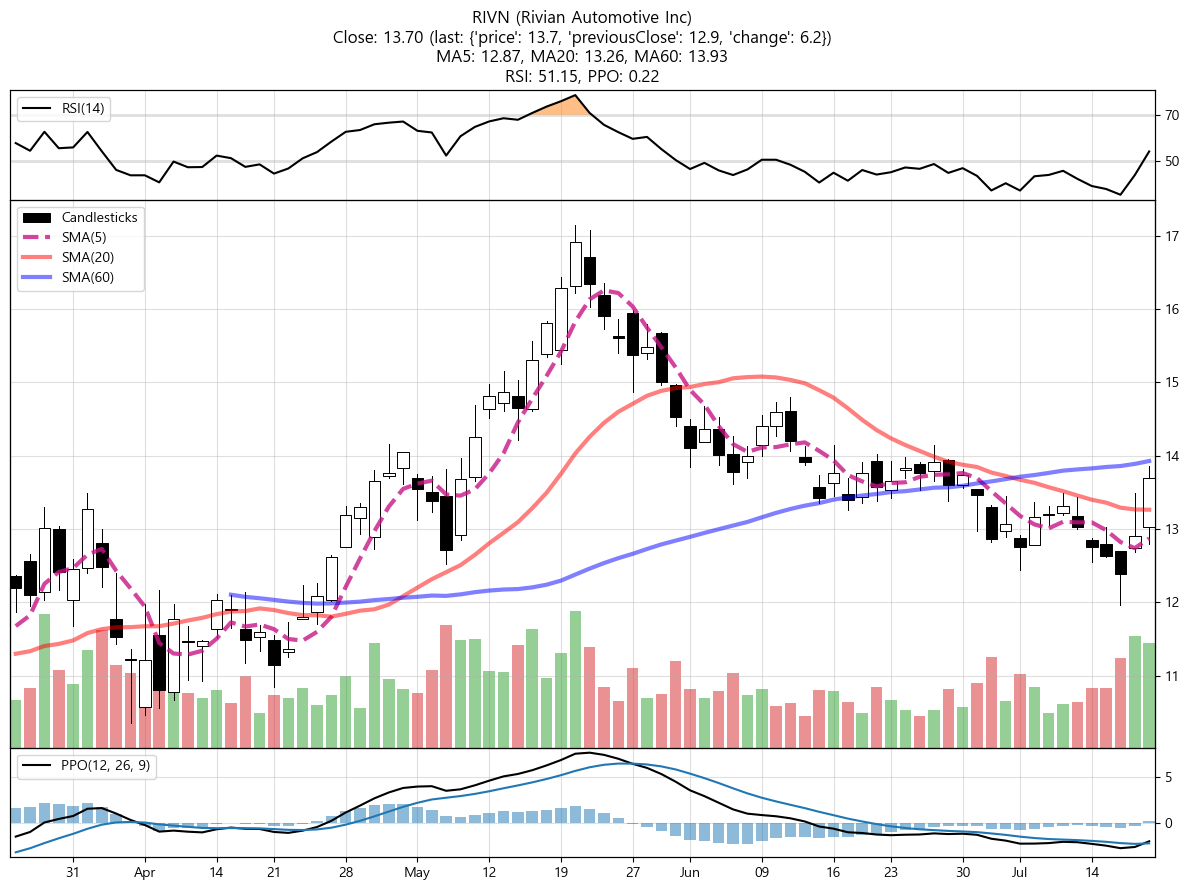 RIVN (Rivian Automotive Inc)
Close: 13.70 (last: {'price': 13.7, 'previousClose': 12.9, 'change': 6.2})
MA5: 12.87, MA20: 13.26, MA60: 13.93
RSI: 51.15, PPO: 0.22
RSI(14)
70
50
Candlesticks
SMA(5)
SMA(20)
SMA(60)
17
16
15
14
13
12
11
PPO(12, 26, 9)
5
0
31 Apr 14 21 28 May 12 19 27 Jun 09 16 23 30 Jul 14